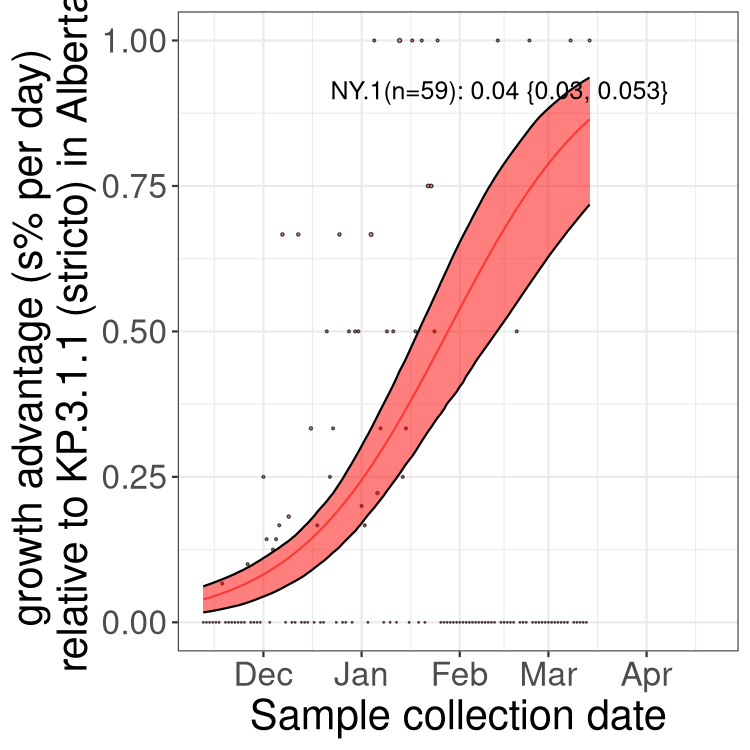 growth advantage (s% per day)
relative to KP.3.1.1 (stricto) in Alberta
1.00
0.75
0.50
0.25
0.00
NY.1(n=59): 0.04 {0.03, 0.053}
Dec
Jan
Feb
Mar
Apr
Sample collection date